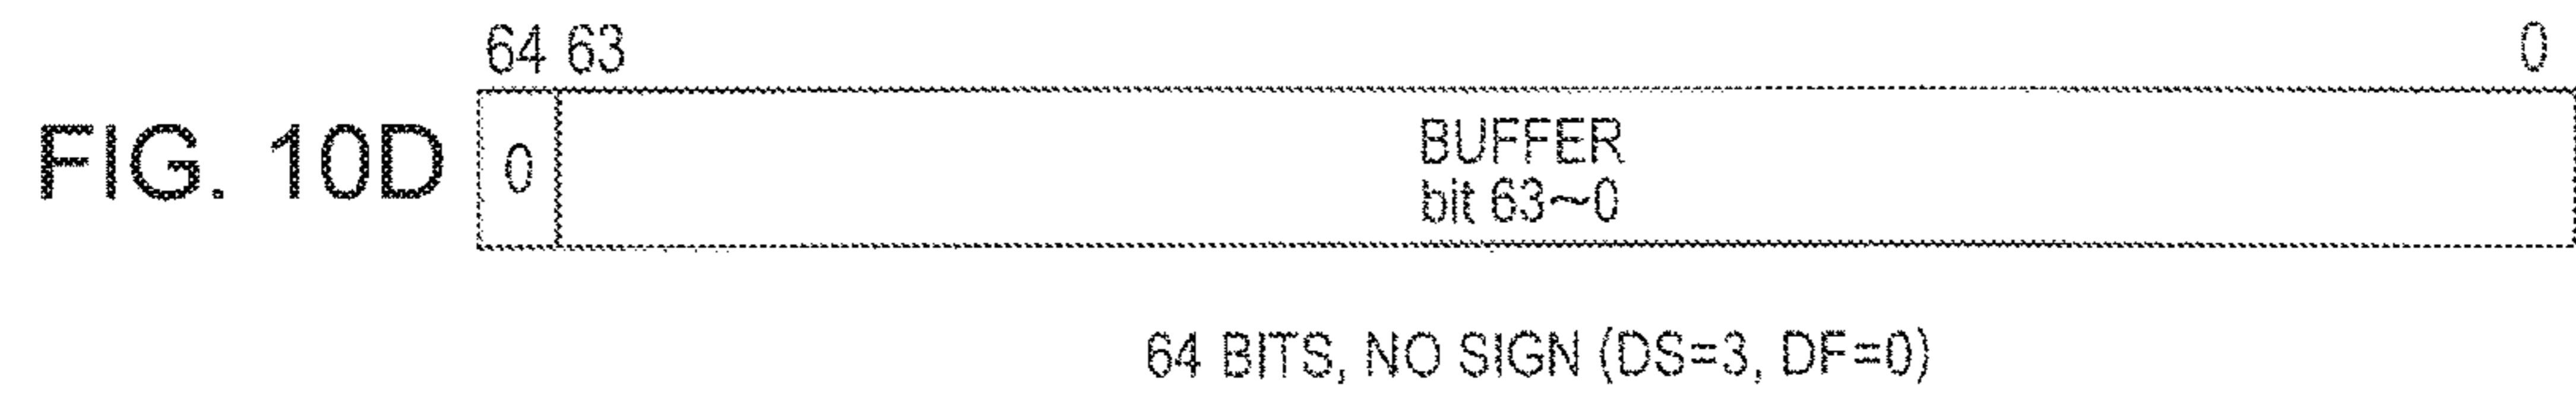 64 63 0
FIG. 10D
0
BUFFER
bit 63~0
64 BITS, NO SIGN (DS=3, DF=0)